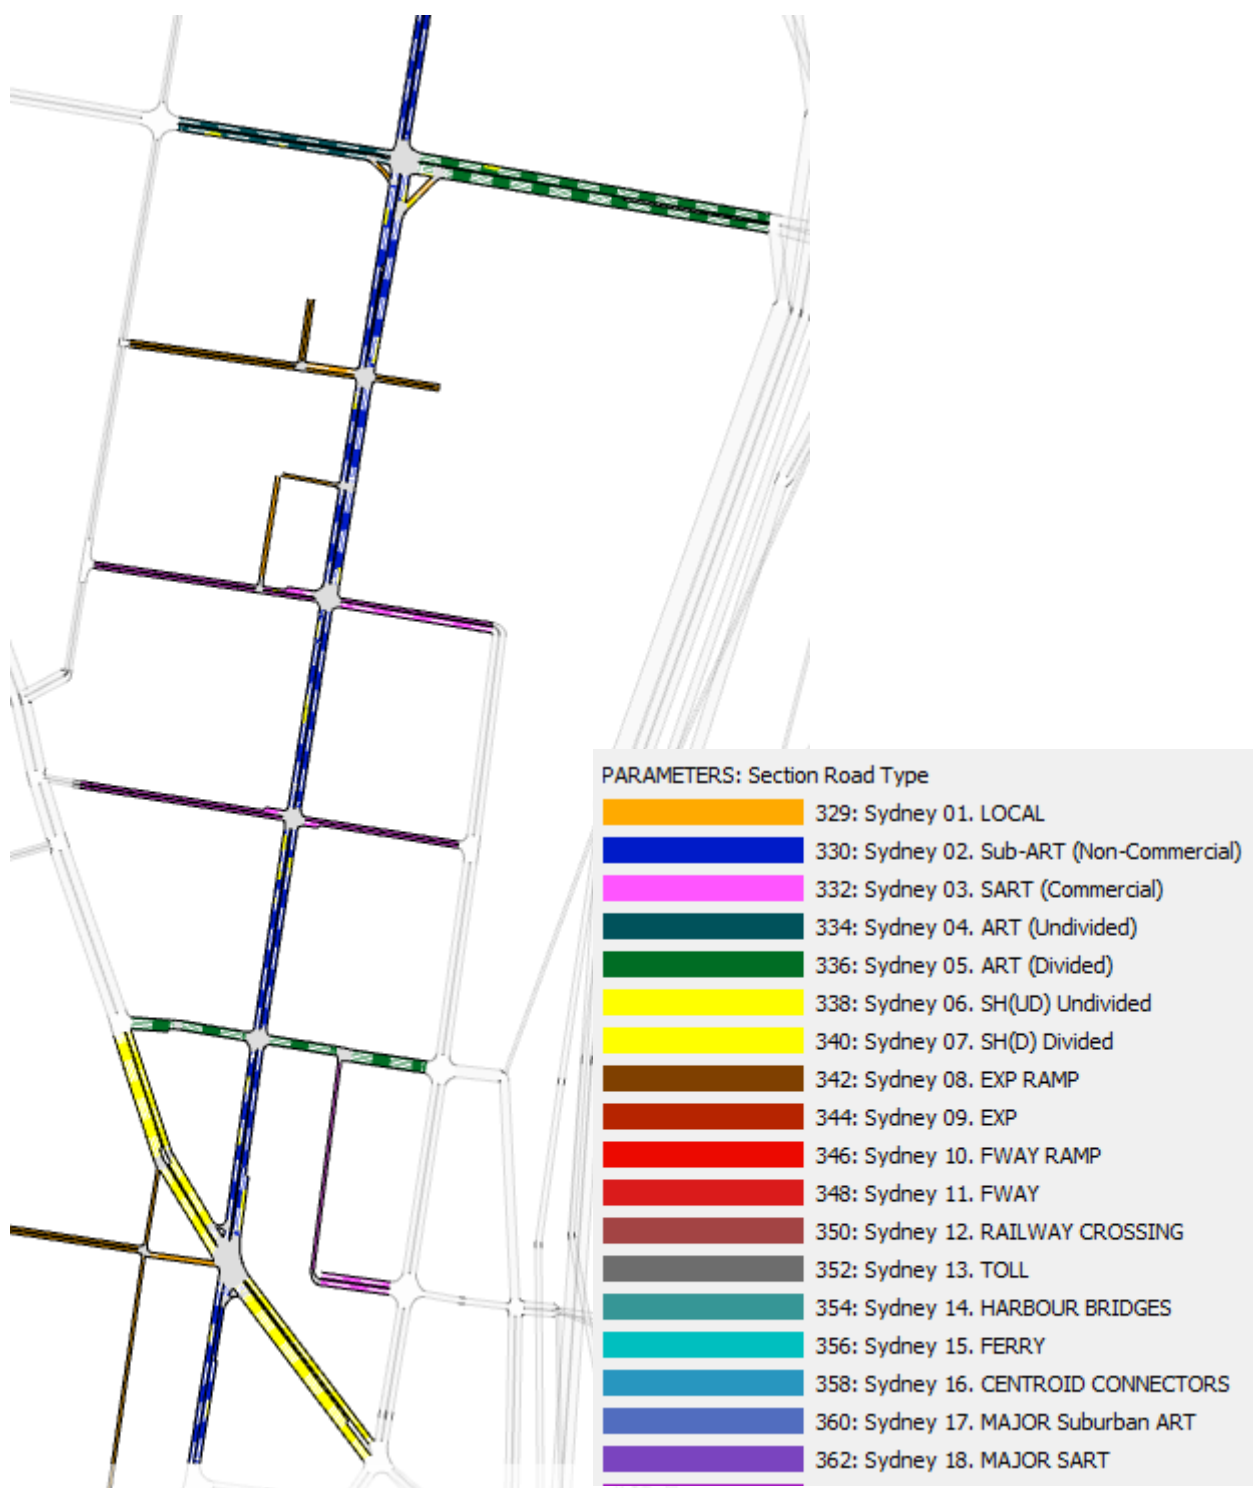 PARAMETERS: Section Road Type
329: Sydney 01. LOCAL
330: Sydney 02. Sub-ART (Non-Commercial)
332: Sydney 03. SART (Commercial)
334: Sydney 04. ART (Undivided)
336: Sydney 05. ART (Divided)
338: Sydney 06. SH(UD) Undivided
340: Sydney 07. SH(D) Divided
342: Sydney 08. EXP RAMP
344: Sydney 09. EXP
346: Sydney 10. FWAY RAMP
348: Sydney 11. FWAY
350: Sydney 12. RAILWAY CROSSING
352: Sydney 13. TOLL
354: Sydney 14. HARBOUR BRIDGES
356: Sydney 15. FERRY
358: Sydney 16. CENTROID CONNECTORS
360: Sydney 17. MAJOR Suburban ART
362: Sydney 18. MAJOR SART